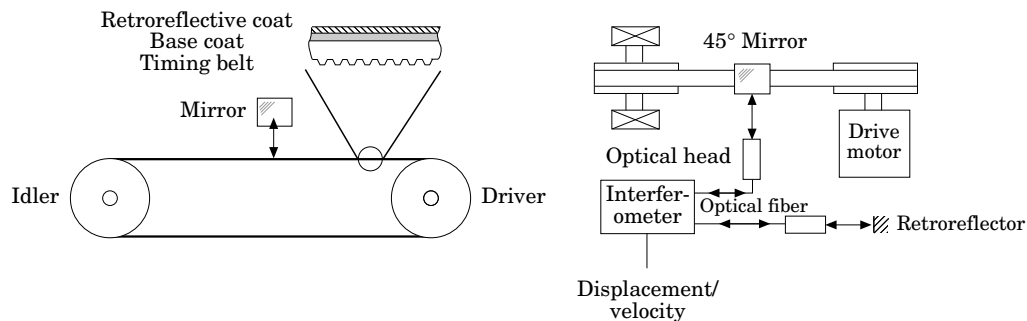 Retroreflective coat
Base coat
Timing belt
Mirror
Idler
Driver
45° Mirror
Optical head
Drive
motor
Interfer-
ometer
Optical fiber
Retroreflector
Displacement/
velocity